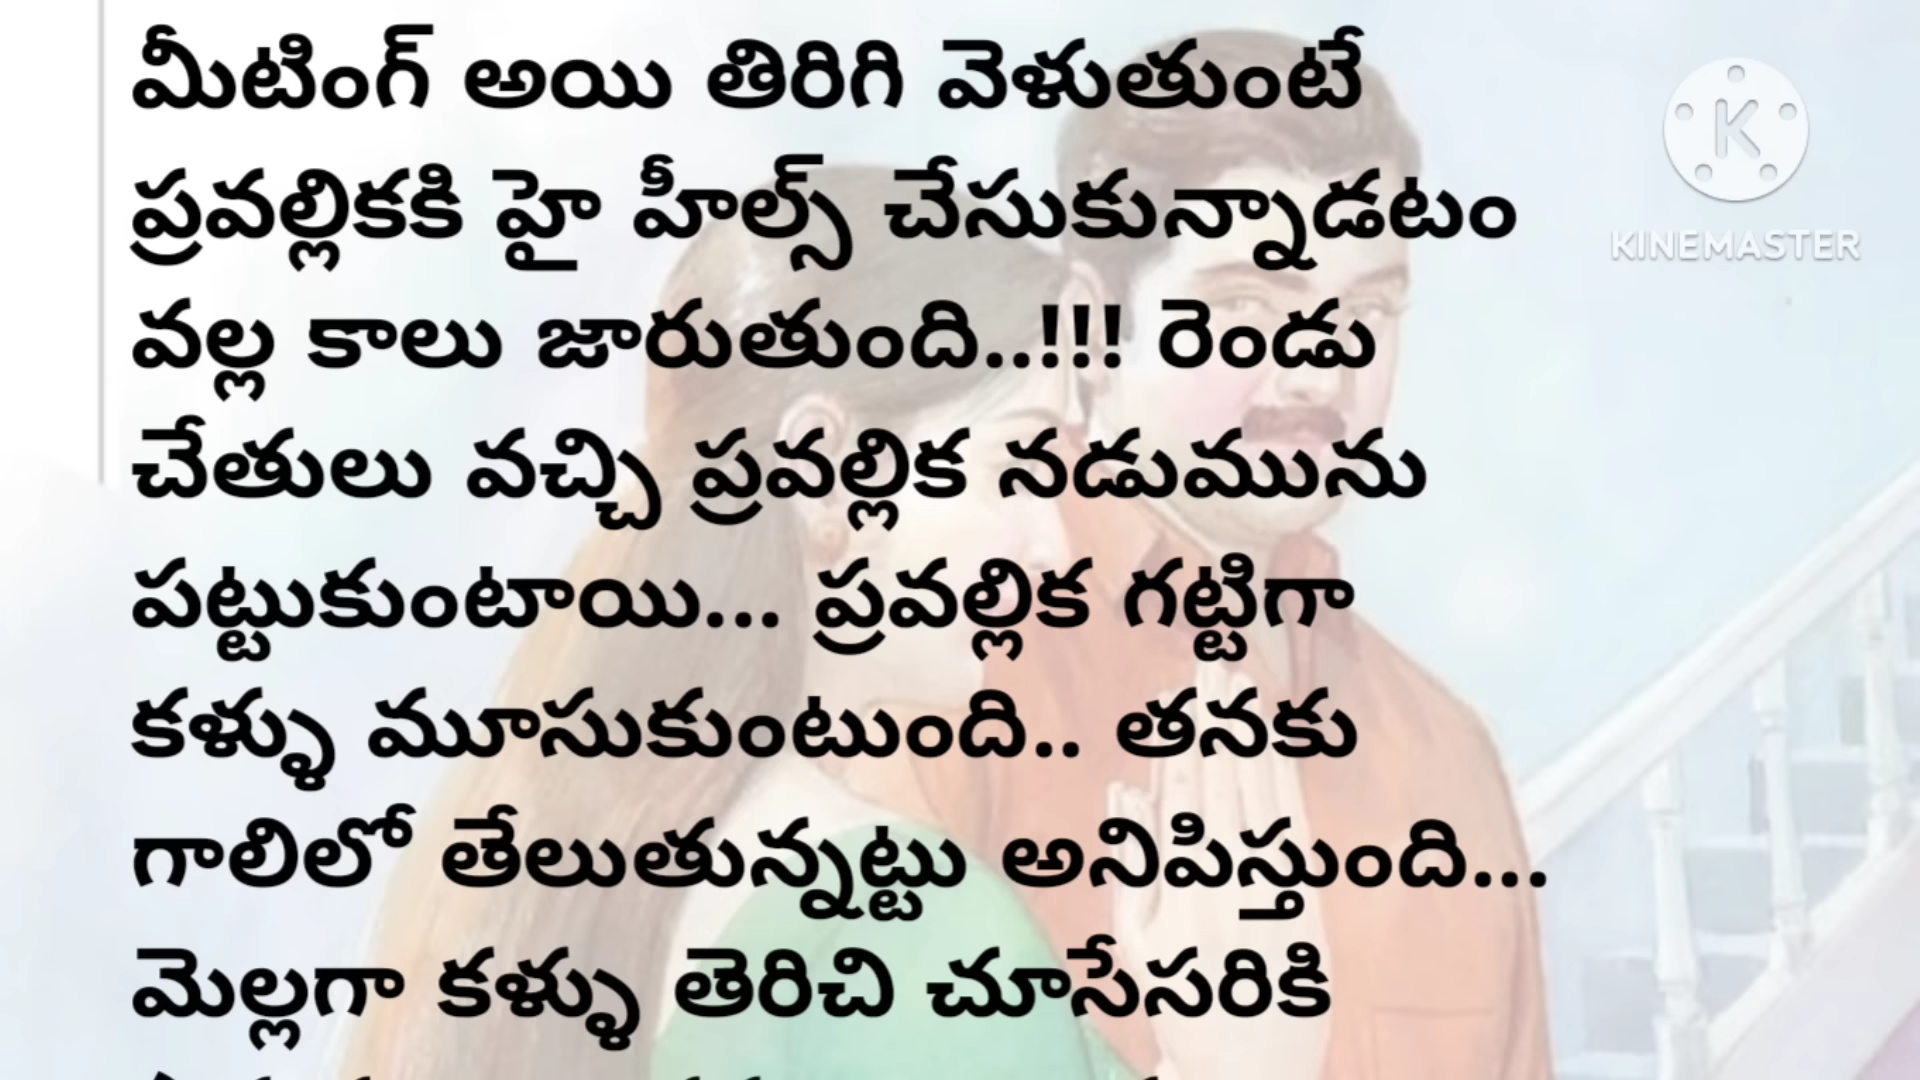 మీటింగ్ అయి తిరిగి వెళుతుంటే
ప్రవల్లికకి హై హీల్స్ చేసుకున్నాడటం
వల్ల కాలు జారుతుంది..!!! రెండు
చేతులు వచ్చి ప్రవల్లిక నడుమును
పట్టుకుంటాయి... ప్రవల్లిక గట్టిగా
కళ్ళు మూసుకుంటుంది.. తనకు
గాలిలో తేలుతున్నట్టు అనిపిస్తుంది...
మెల్లగా కళ్ళు తెరిచి చూసేసరికి
K
KINEMASTER